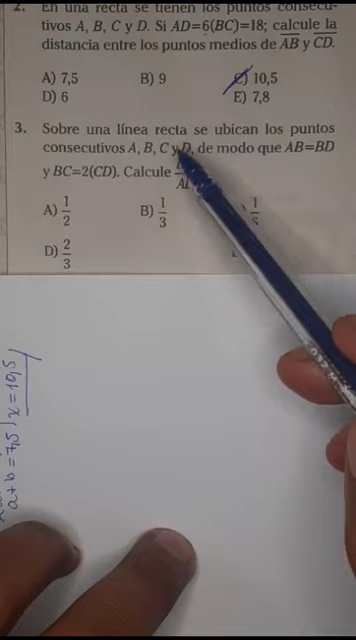 2. En una recta se tienen los puntos consecu-
tivos A, B, C y D. Si AD=6(BC)=18; calcule la
distancia entre los puntos medios de AB y CD.
A) 7,5 B) 9 C) 10,5
D) 6 E) 7,8
3. Sobre una línea recta se ubican los puntos
consecutivos A, B, C y D, de modo que AB=BD
y BC=2(CD). Calcule
A) 1/2 B) 1/3 1/5
D) 2/3
a+b=7,5 x=10,5